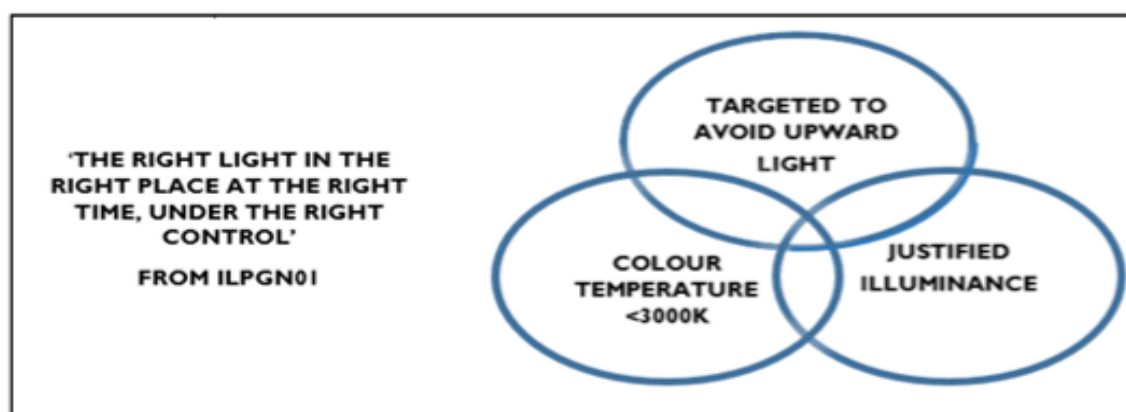 ‘THE RIGHT LIGHT IN THE
RIGHT PLACE AT THE RIGHT
TIME, UNDER THE RIGHT
CONTROL’
FROM ILPGN01
TARGETED TO
AVOID UPWARD
LIGHT
COLOUR
TEMPERATURE
<3000K
JUSTIFIED
ILLUMINANCE